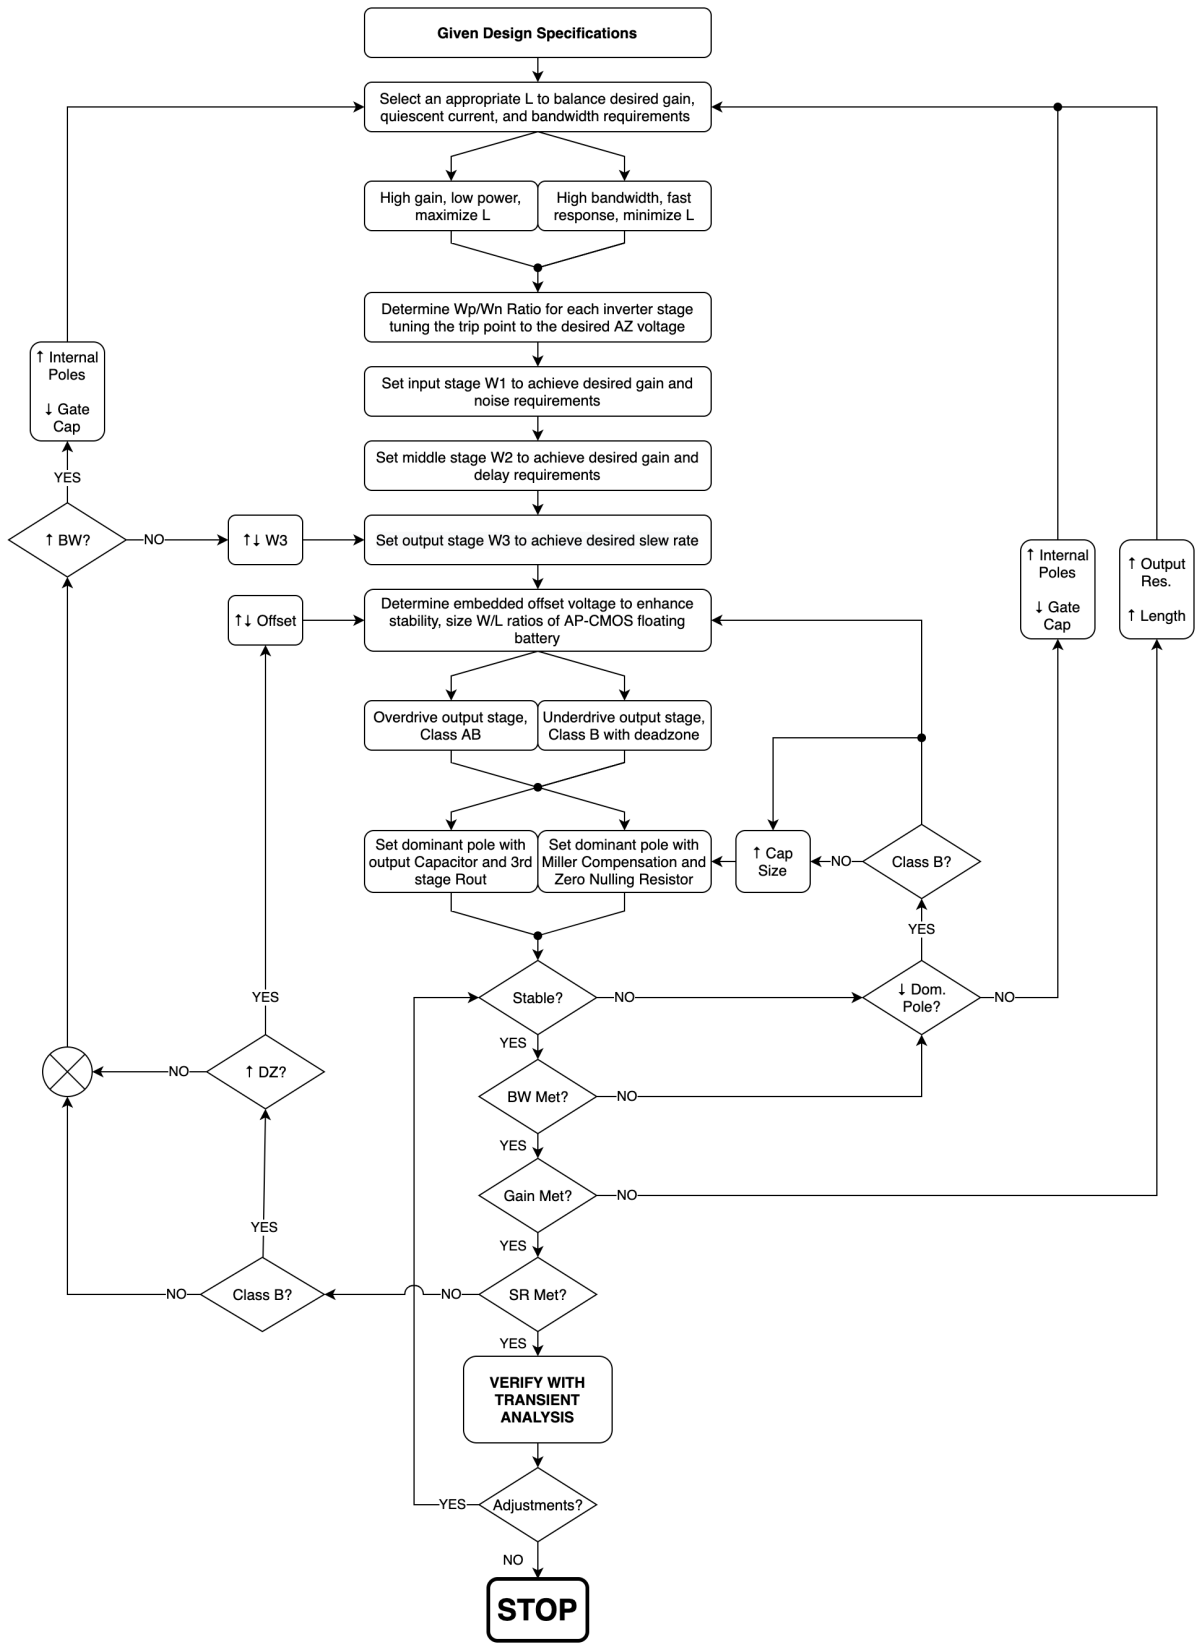 Given Design Specifications
Select an appropriate L to balance desired gain,
quiescent current, and bandwidth requirements
High gain, low power,
maximize L
High bandwidth, fast
response, minimize L
Determine Wp/Wn Ratio for each inverter stage
tuning the trip point to the desired AZ voltage
↑ Internal
Poles
↓ Gate
Cap
Set input stage W1 to achieve desired gain and
noise requirements
Set middle stage W2 to achieve desired gain and
delay requirements
YES
↑ BW?
NO
↑↓ W3
Set output stage W3 to achieve desired slew rate
↑ Internal
Poles
↓ Gate
Cap
↑ Output
Res.
↑ Length
↑↓ Offset
Determine embedded offset voltage to enhance
stability, size W/L ratios of AP-CMOS floating
battery
Overdrive output stage,
Class AB
Underdrive output stage,
Class B with deadzone
Set dominant pole with
output Capacitor and 3rd
stage Rout
Set dominant pole with
Miller Compensation and
Zero Nulling Resistor
↑ Cap
Size
NO
Class B?
YES
YES
Stable?
NO
↓ Dom.
Pole?
NO
YES
NO
↑ DZ?
BW Met?
NO
YES
Gain Met?
NO
YES
YES
NO
Class B?
NO
SR Met?
YES
VERIFY WITH
TRANSIENT
ANALYSIS
YES
Adjustments?
NO
STOP